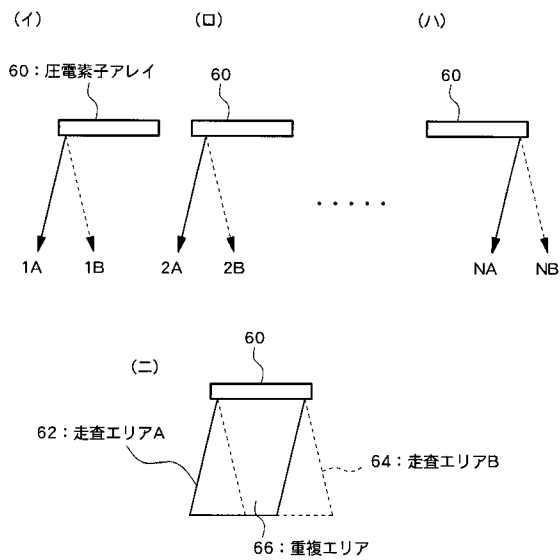 (イ)
(ロ)
(ハ)
60:圧電素子アレイ
60
60
1A 1B
2A 2B
・・・・・
NA NB
(ニ)
60
62:走査エリアA
64:走査エリアB
66:重複エリア